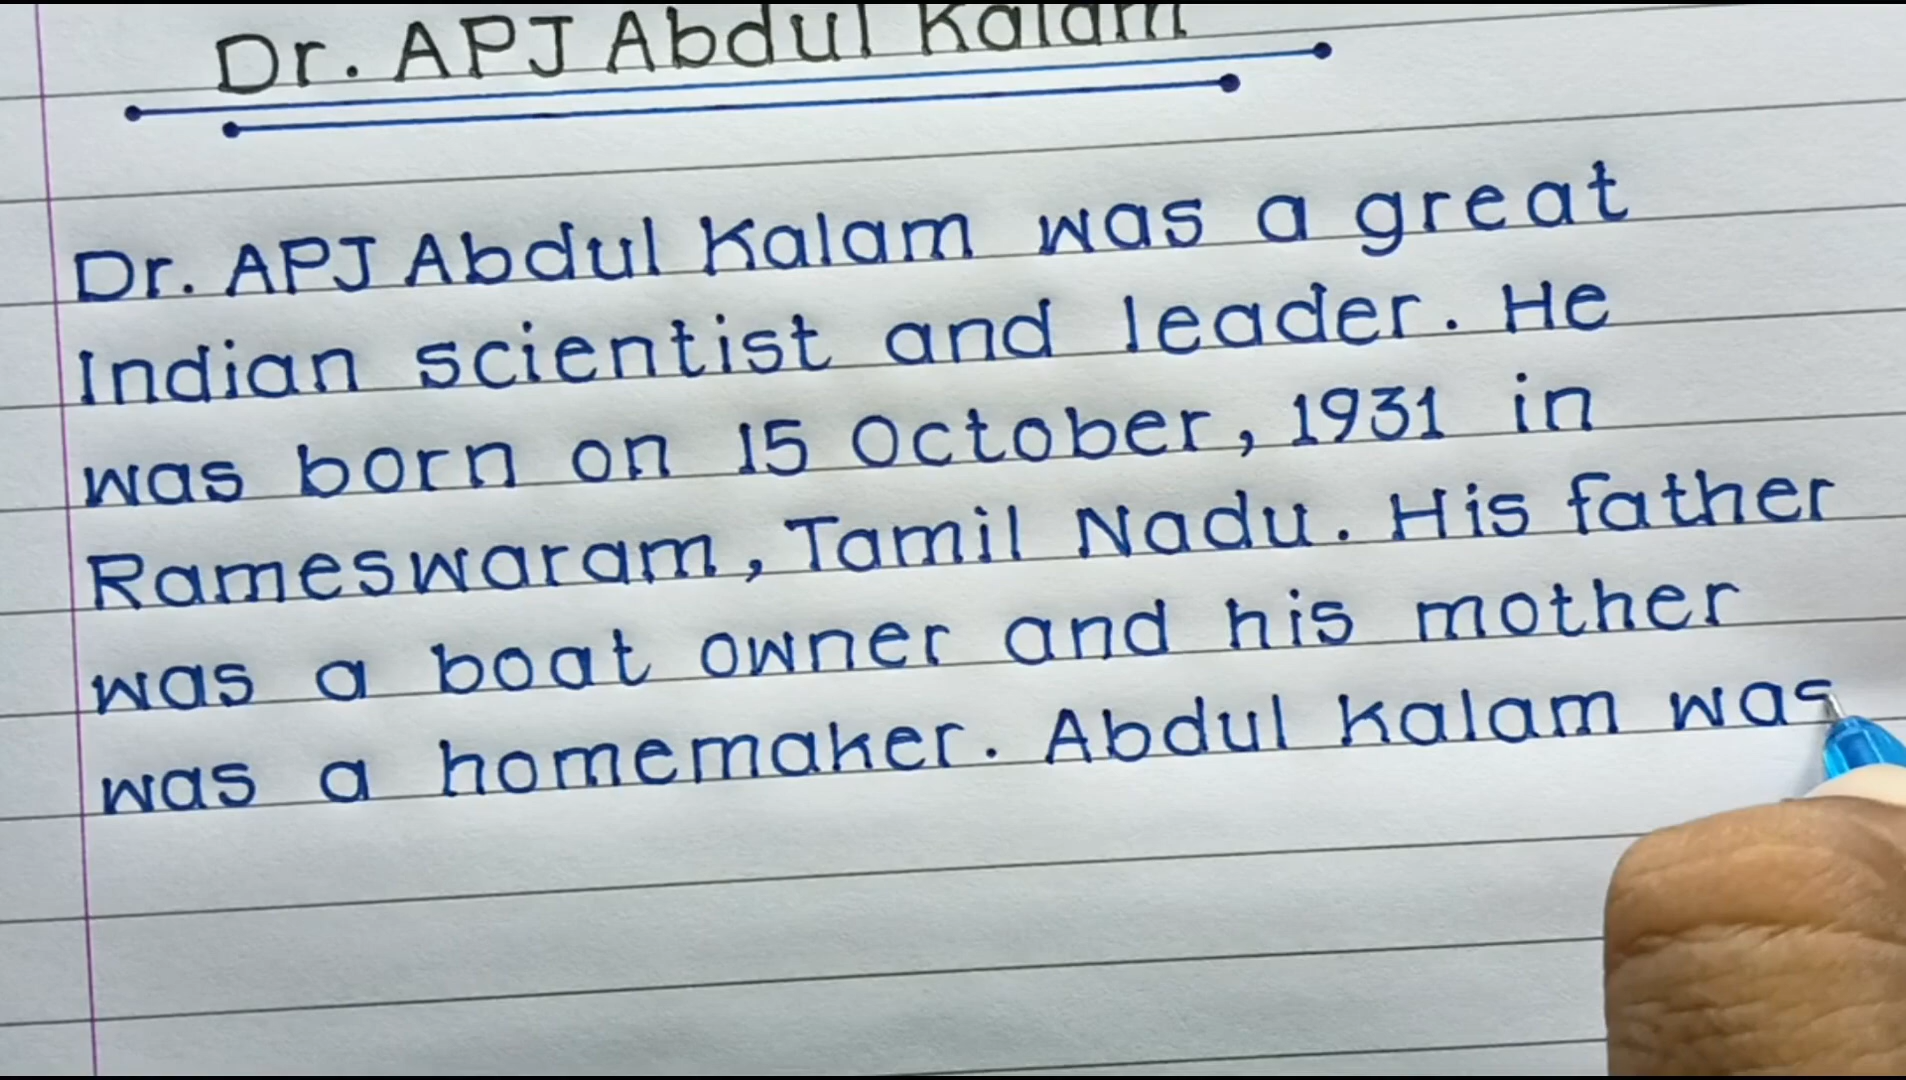 Dr. APJ Abdul Kalam
Dr. APJ Abdul Kalam was a great
Indian scientist and leader. He
was born on 15 October, 1931 in
Rameswaram, Tamil Nadu. His father
was a boat owner and his mother
was a homemaker. Abdul Kalam was